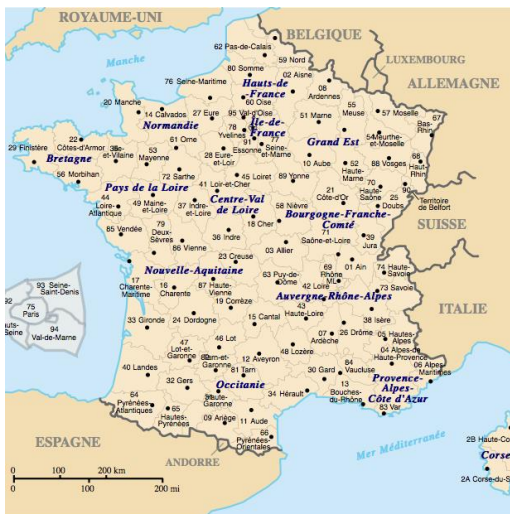 ROYAUME-UNI
BELGIQUE
LUXEMBOURG
ALLEMAGNE
Manche
62 Pas-de-Calais
59 Nord
80 Somme
02 Aisne
76 Seine-Maritime
Hauts-de
-France
08
Ardennes
60 Oise
20 Manche
14 Calvados
27 Eure
95 Val-d'Oise
Normandie
78
Yvelines
Île-de-
France
91
Essonne
77
Seine-et-
Marne
51 Marne
55
Meuse
57 Moselle
67
Bas-
Rhin
Grand Est
54
Meurthe-et-
Moselle
22
Côtes-d'Armor
29 Finistère
Bretagne
Ille-
et-Vilaine
53
Mayenne
61 Orne
28 Eure-
et-Loir
10 Aube
52
Haute-
Marne
88 Vosges
68
Haut-
Rhin
56 Morbihan
72 Sarthe
45 Loiret
89 Yonne
70
Haute-
Saône
90
Territoire
de Belfort
Pays de la Loire
41 Loir-et-Cher
21
Côte-d'Or
25
Doubs
44
Loire-
Atlantique
49 Maine-
et-Loire
37 Indre-
et-Loire
Centre-Val
de Loire
18 Cher
58 Nièvre
Bourgogne-Franche-
Comté
SUISSE
85 Vendée
79
Deux-
Sèvres
86 Vienne
36 Indre
71
Saône-et-Loire
39
Jura
03 Allier
23 Creuse
Nouvelle-Aquitaine
17
Charente-
Maritime
16
Charente
87 Haute-
Vienne
63 Puy-de-
Dôme
69
Rhône
ML
01 Ain
74 Haute-
Savoie
42 Loire
73 Savoie
Auvergne-Rhône-Alpes
ITALIE
93 Seine-
Saint-Denis
92
75
Paris
94
Val-de-Marne
auts-
Seine
19 Corrèze
33 Gironde
24 Dordogne
15 Cantal
43
Haute-Loire
38 Isère
07
Ardèche
26 Drôme
05 Hautes-
Alpes
47
Lot-et-
Garonne
46 Lot
48 Lozère
04 Alpes-de
Haute-Provence
40 Landes
82
Tarn-et-
Garonne
12 Aveyron
84
Vaucluse
06 Alpes
Maritimes
81 Tarn
30 Gard
13
Bouches-
du-Rhône
Provence-
Alpes-
Côte d'Azur
83 Var
32 Gers
Occitanie
34 Hérault
64
Pyrénées-
Atlantiques
65
Hautes-
Pyrénées
Haute-
Garonne
09 Ariège
11 Aude
66
Pyrénées-
Orientales
ESPAGNE
ANDORRE
Mer Méditerranée
2B Haute-Co
Corse
2A Corse-du-S
0 100 200 km
0 100 200 mi